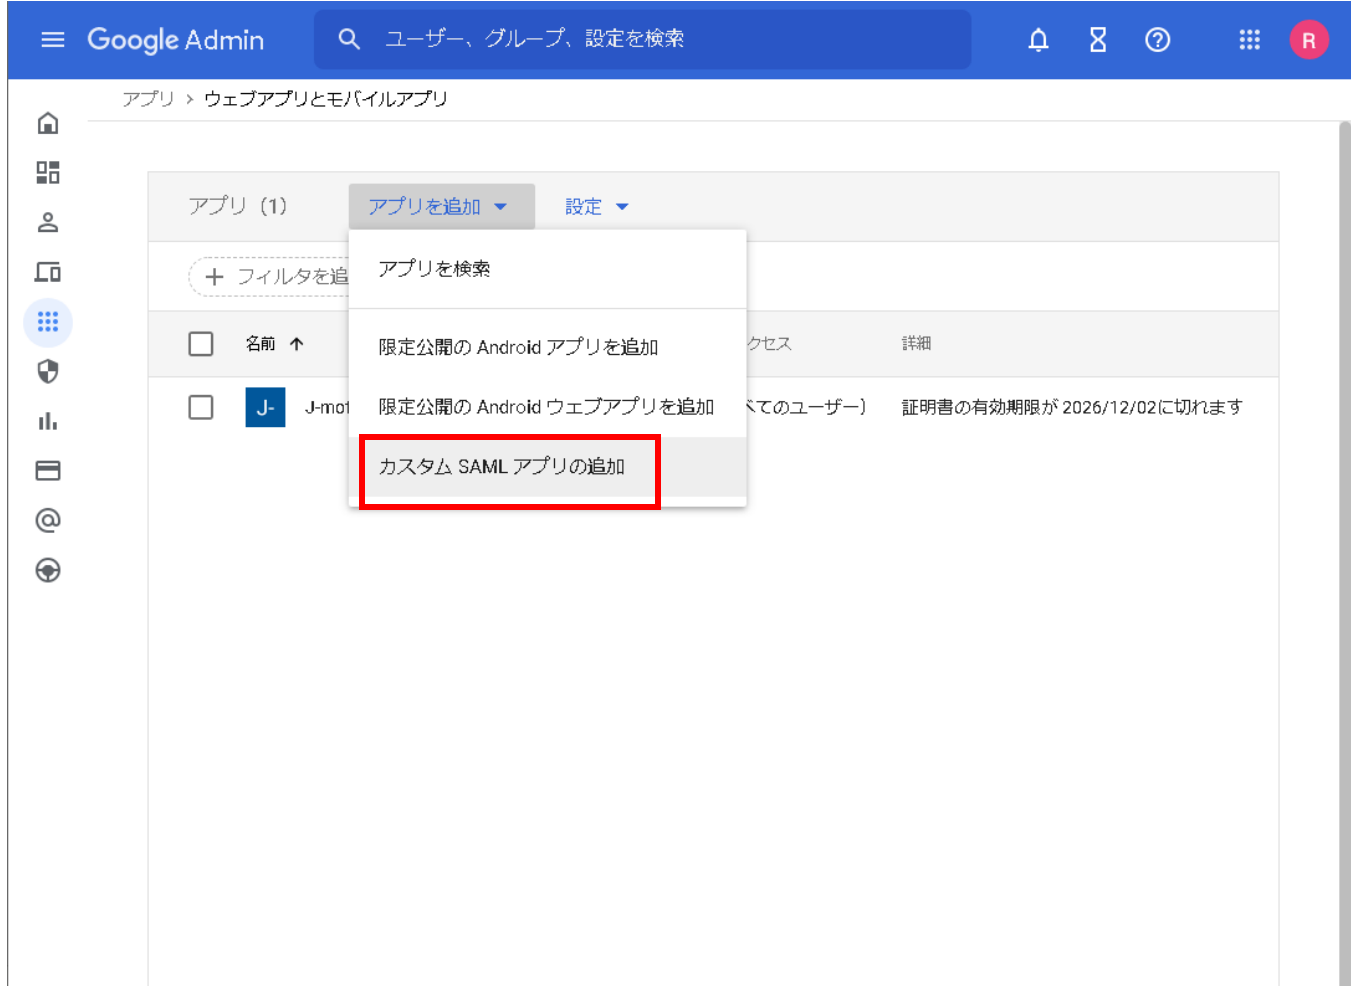 Google Admin
ユーザー、グループ、設定を検索
R
アプリ > ウェブアプリとモバイルアプリ
アプリ (1)
アプリを追加
設定
フィルタを追
アプリを検索
限定公開の Android アプリを追加
限定公開の Android ウェブアプリを追加
カスタム SAML アプリの追加
名前
クセス
詳細
J-
J-mot
べてのユーザー)
証明書の有効期限が 2026/12/02に切れます